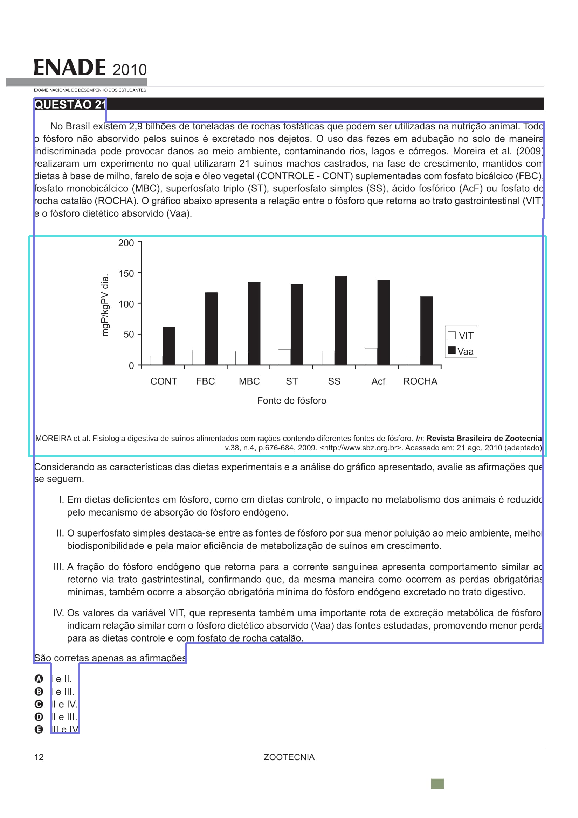 ENADE 2010
EXAME NACIONAL DE DESEMPENHO DOS ESTUDANTES
QUESTÃO 21
No Brasil existem 2,9 bilhões de toneladas de rochas fosfáticas que podem ser utilizadas na nutrição animal. Todo
o fósforo não absorvido pelos suínos é excretado nos dejetos. O uso das fezes em adubação no solo de maneira
indiscriminada pode provocar danos ao meio ambiente, contaminando rios, lagos e córregos. Moreira et al. (2009)
realizaram um experimento no qual utilizaram 21 suínos machos castrados, na fase de crescimento, mantidos com
dietas à base de milho, farelo de soja e óleo vegetal (CONTROLE - CONT) suplementadas com fosfato bicálcico (FBC),
fosfato monobicálcico (MBC), superfosfato triplo (ST), superfosfato simples (SS), ácido fosfórico (AcF) ou fosfato de
rocha catalão (ROCHA). O gráfico abaixo apresenta a relação entre o fósforo que retorna ao trato gastrointestinal (VIT)
e o fósforo dietético absorvido (Vaa).
200
150
100
50
0
mgP/kgPV dia.
CONT FBC MBC ST SS Acf ROCHA
Fonte de fósforo
VIT
Vaa
MOREIRA et al. Fisiologia digestiva de suínos alimentados com rações contendo diferentes fontes de fósforo. In: Revista Brasileira de Zootecnia
v.38, n.4, p.676-684, 2009. <http://www.sbz.org.br>. Acessado em: 21 ago. 2010 (adaptado)
Considerando as características das dietas experimentais e a análise do gráfico apresentado, avalie as afirmações que
se seguem.
I. Em dietas deficientes em fósforo, como em dietas controle, o impacto no metabolismo dos animais é reduzido
pelo mecanismo de absorção do fósforo endógeno.
II. O superfosfato simples destaca-se entre as fontes de fósforo por sua menor poluição ao meio ambiente, melhor
biodisponibilidade e pela maior eficiência de metabolização de suínos em crescimento.
III. A fração do fósforo endógeno que retorna para a corrente sanguínea apresenta comportamento similar ao
retorno via trato gastrintestinal, confirmando que, da mesma maneira como ocorrem as perdas obrigatórias
mínimas, também ocorre a absorção obrigatória mínima do fósforo endógeno excretado no trato digestivo.
IV. Os valores da variável VIT, que representa também uma importante rota de excreção metabólica de fósforo,
indicam relação similar com o fósforo dietético absorvido (Vaa) das fontes estudadas, promovendo menor perda
para as dietas controle e com fosfato de rocha catalão.
São corretas apenas as afirmações
A I e II.
B I e III.
C II e IV.
D II e III.
E III e IV
12 ZOOTECNIA